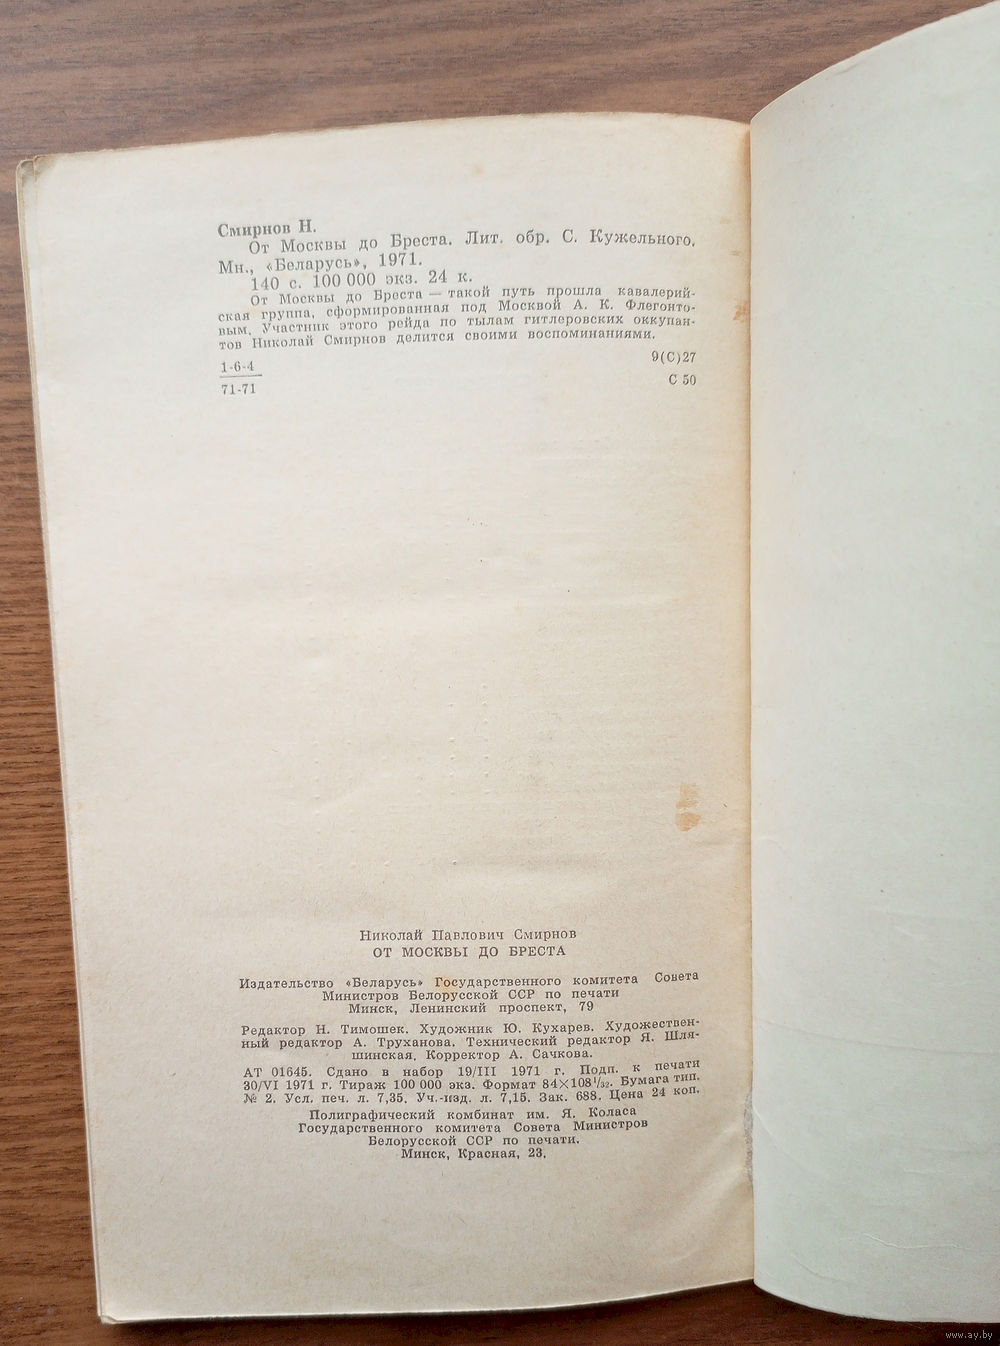 Смирнов Н.
От Москвы до Бреста. Лит. обр. С. Кужельного.
Мн., «Беларусь», 1971.
140 с. 100 000 экз. 24 к.
От Москвы до Бреста — такой путь прошла кавалерий-
ская группа, сформированная под Москвой А. К. Флегонто-
вым. Участник этого рейда по тылам гитлеровских оккупан-
тов Николай Смирнов делится своими воспоминаниями.
1-6-4 9(С)27
71-71 С 50
Николай Павлович Смирнов
ОТ МОСКВЫ ДО БРЕСТА
Издательство «Беларусь» Государственного комитета Совета
Министров Белорусской ССР по печати
Минск, Ленинский проспект, 79
Редактор Н. Тимошек. Художник Ю. Кухарев. Художествен-
ный редактор А. Труханова. Технический редактор Я. Шля-
шинская. Корректор А. Сачкова.
АТ 01645. Сдано в набор 19/III 1971 г. Подп. к печати
30/VI 1971 г. Тираж 100 000 экз. Формат 84×108¹/₃₂. Бумага тип.
№ 2. Усл. печ. л. 7,35. Уч.-изд. л. 7,15. Зак. 688. Цена 24 коп.
Полиграфический комбинат им. Я. Коласа
Государственного комитета Совета Министров
Белорусской ССР по печати.
Минск, Красная, 23.
www.ay.by